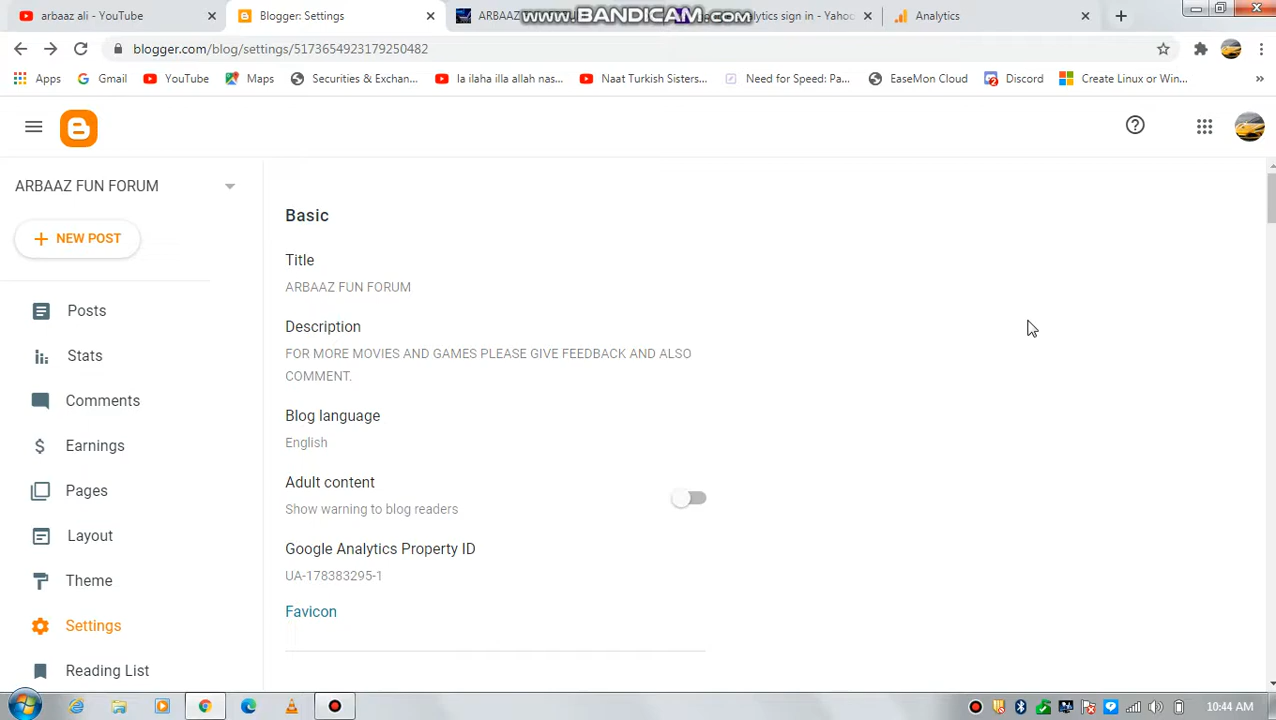 arbaaz ali - YouTube
Blogger: Settings
ARBAAZ
www.BANDICAM.com
alytics sign in - Yahoo
Analytics
blogger.com/blog/settings/5173654923179250482
Apps
Gmail
YouTube
Maps
Securities & Exchan...
la ilaha illa allah nas...
Naat Turkish Sisters...
Need for Speed: Pa...
EaseMon Cloud
Discord
Create Linux or Win...
ARBAAZ FUN FORUM
NEW POST
Posts
Stats
Comments
Earnings
Pages
Layout
Theme
Settings
Reading List
Basic
Title
ARBAAZ FUN FORUM
Description
FOR MORE MOVIES AND GAMES PLEASE GIVE FEEDBACK AND ALSO
COMMENT.
Blog language
English
Adult content
Show warning to blog readers
Google Analytics Property ID
UA-178383295-1
Favicon
10:44 AM